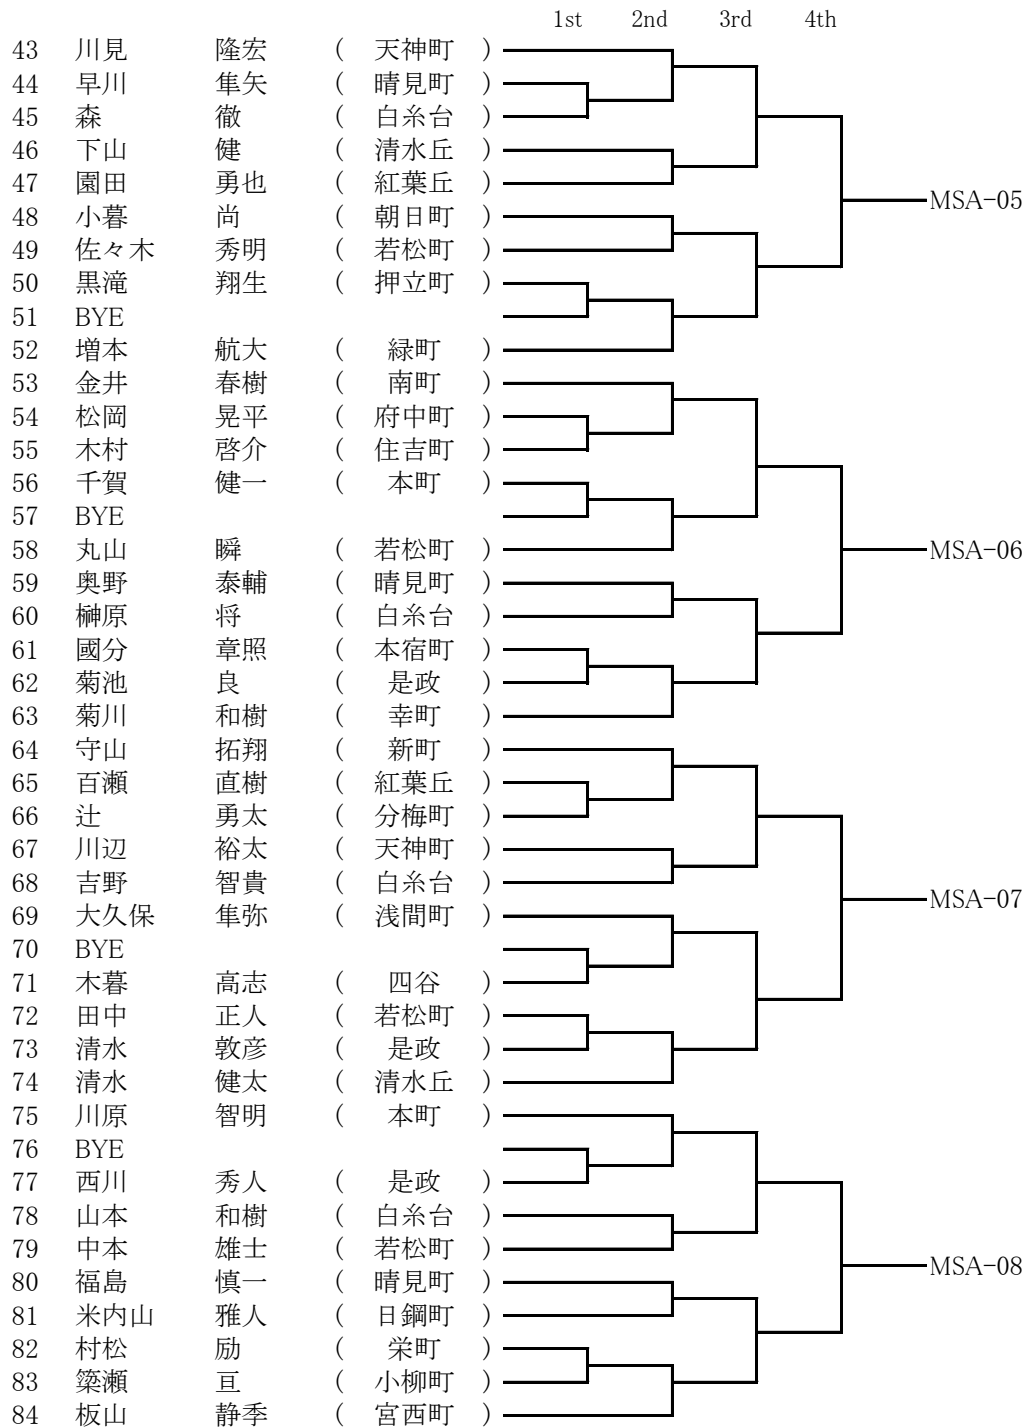 1st 2nd 3rd 4th
43 川見 隆宏 ( 天神町 )
44 早川 隼矢 ( 晴見町 )
45 森 徹 ( 白糸台 )
46 下山 健 ( 清水丘 )
47 園田 勇也 ( 紅葉丘 )
MSA-05
48 小暮 尚 ( 朝日町 )
49 佐々木 秀明 ( 若松町 )
50 黒滝 翔生 ( 押立町 )
51 BYE
52 増本 航大 ( 緑町 )
53 金井 春樹 ( 南町 )
54 松岡 晃平 ( 府中町 )
55 木村 啓介 ( 住吉町 )
56 千賀 健一 ( 本町 )
57 BYE
58 丸山 瞬 ( 若松町 ) MSA-06
59 奥野 泰輔 ( 晴見町 )
60 榊原 将 ( 白糸台 )
61 國分 章照 ( 本宿町 )
62 菊池 良 ( 是政 )
63 菊川 和樹 ( 幸町 )
64 守山 拓翔 ( 新町 )
65 百瀬 直樹 ( 紅葉丘 )
66 辻 勇太 ( 分梅町 )
67 川辺 裕太 ( 天神町 )
68 吉野 智貴 ( 白糸台 )
MSA-07
69 大久保 隼弥 ( 浅間町 )
70 BYE
71 木暮 高志 ( 四谷 )
72 田中 正人 ( 若松町 )
73 清水 敦彦 ( 是政 )
74 清水 健太 ( 清水丘 )
75 川原 智明 ( 本町 )
76 BYE
77 西川 秀人 ( 是政 )
78 山本 和樹 ( 白糸台 )
79 中本 雄士 ( 若松町 )
MSA-08
80 福島 慎一 ( 晴見町 )
81 米内山 雅人 ( 日鋼町 )
82 村松 励 ( 栄町 )
83 簗瀬 亘 ( 小柳町 )
84 板山 静季 ( 宮西町 )